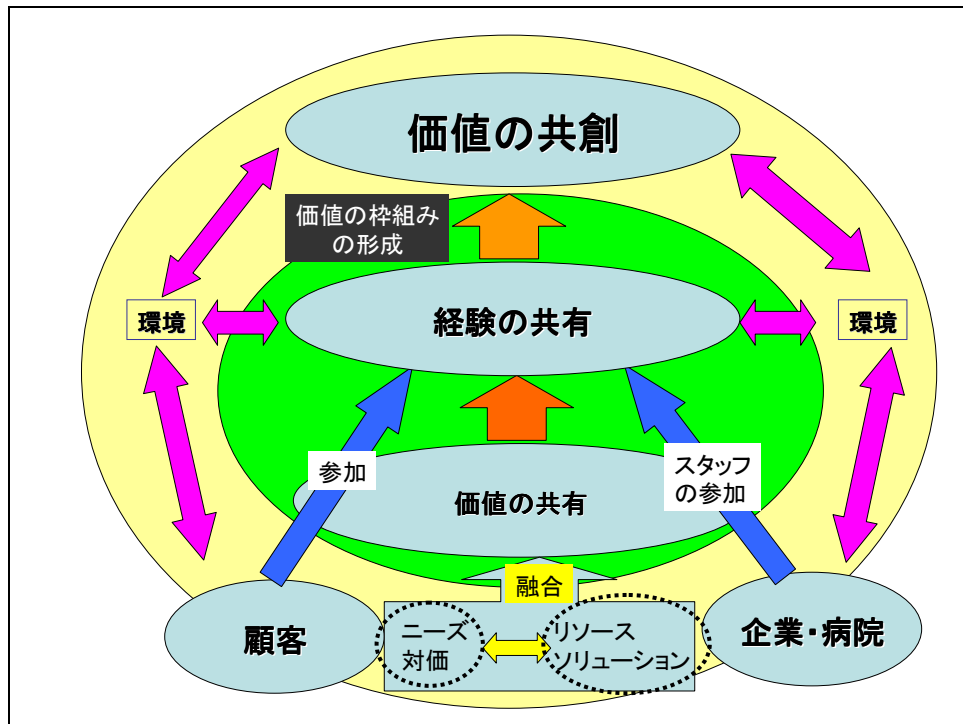 価値の共創
価値の枠組み
の形成
環境
経験の共有
環境
参加
スタッフ
の参加
価値の共有
融合
顧客
ニーズ
対価
リソース
ソリューション
企業・病院